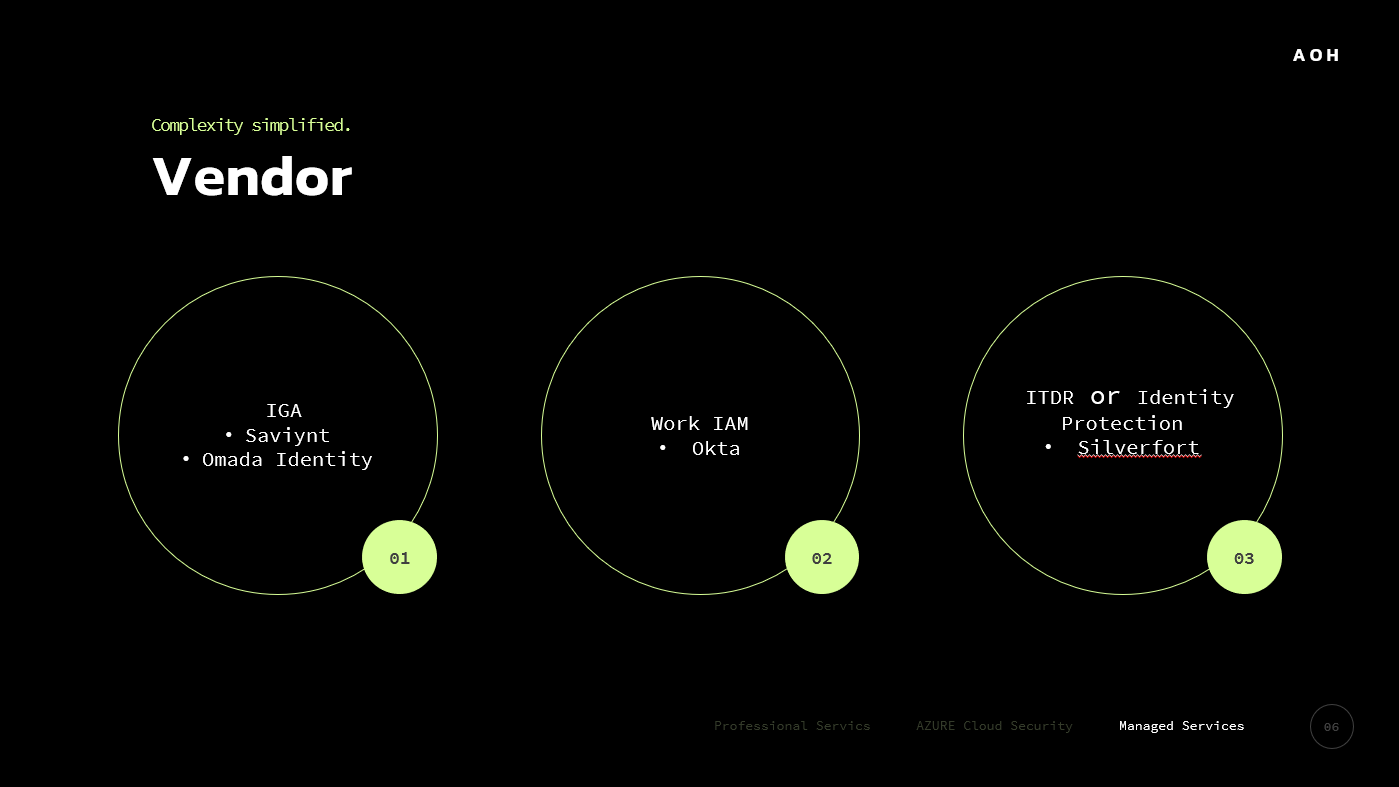 AOH
Complexity simplified.
Vendor
IGA
• Saviynt
• Omada Identity
01
Work IAM
• Okta
02
ITDR or Identity
Protection
• Silverfort
03
Professional Servics
AZURE Cloud Security
Managed Services
06